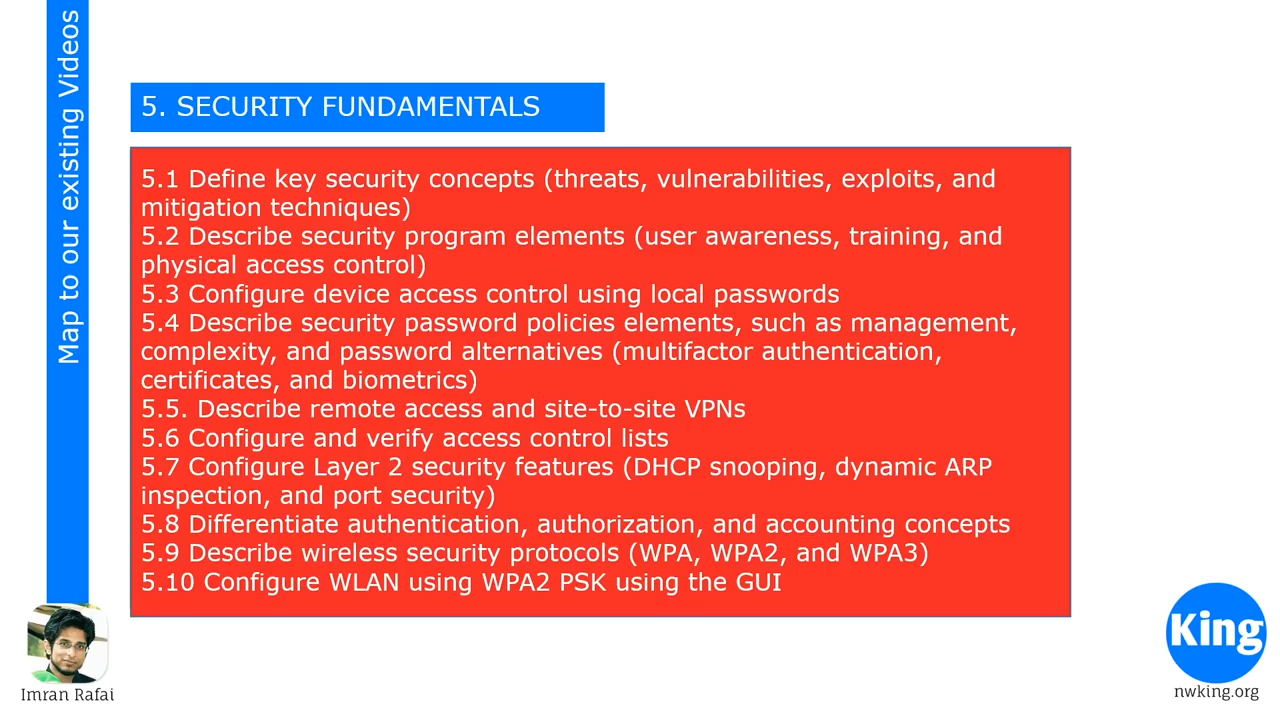 Map to our existing Videos
5. SECURITY FUNDAMENTALS
5.1 Define key security concepts (threats, vulnerabilities, exploits, and
mitigation techniques)
5.2 Describe security program elements (user awareness, training, and
physical access control)
5.3 Configure device access control using local passwords
5.4 Describe security password policies elements, such as management,
complexity, and password alternatives (multifactor authentication,
certificates, and biometrics)
5.5. Describe remote access and site-to-site VPNs
5.6 Configure and verify access control lists
5.7 Configure Layer 2 security features (DHCP snooping, dynamic ARP
inspection, and port security)
5.8 Differentiate authentication, authorization, and accounting concepts
5.9 Describe wireless security protocols (WPA, WPA2, and WPA3)
5.10 Configure WLAN using WPA2 PSK using the GUI
Imran Rafai
King
nwking.org